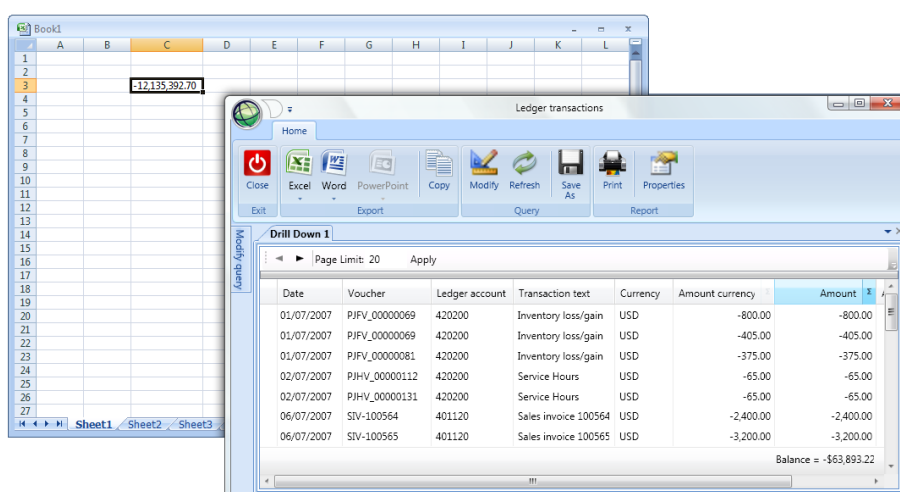 Book1
A B C D E F G H I J K L
1
2
3 -12,135,392.70
4
5
6
7
8
9
10
11
12
13
14
15
16
17
18
19
20
21
22
23
24
25
26
27
Sheet1 Sheet2 Sheet3
Ledger transactions
Home
Close Excel Word PowerPoint Copy Modify Refresh Save As Print Properties
Exit Export Query Report
Modify query
Drill Down 1
Page Limit: 20 Apply
Date Voucher Ledger account Transaction text Currency Amount currency Σ Amount Σ
01/07/2007 PJFV_00000069 420200 Inventory loss/gain USD -800.00 -800.00
01/07/2007 PJFV_00000069 420200 Inventory loss/gain USD -405.00 -405.00
01/07/2007 PJFV_00000081 420200 Inventory loss/gain USD -375.00 -375.00
02/07/2007 PJHV_00000112 420200 Service Hours USD -65.00 -65.00
02/07/2007 PJHV_00000131 420200 Service Hours USD -65.00 -65.00
06/07/2007 SIV-100564 401120 Sales invoice 100564 USD -2,400.00 -2,400.00
06/07/2007 SIV-100565 401120 Sales invoice 100565 USD -3,200.00 -3,200.00
Balance = -$63,893.22